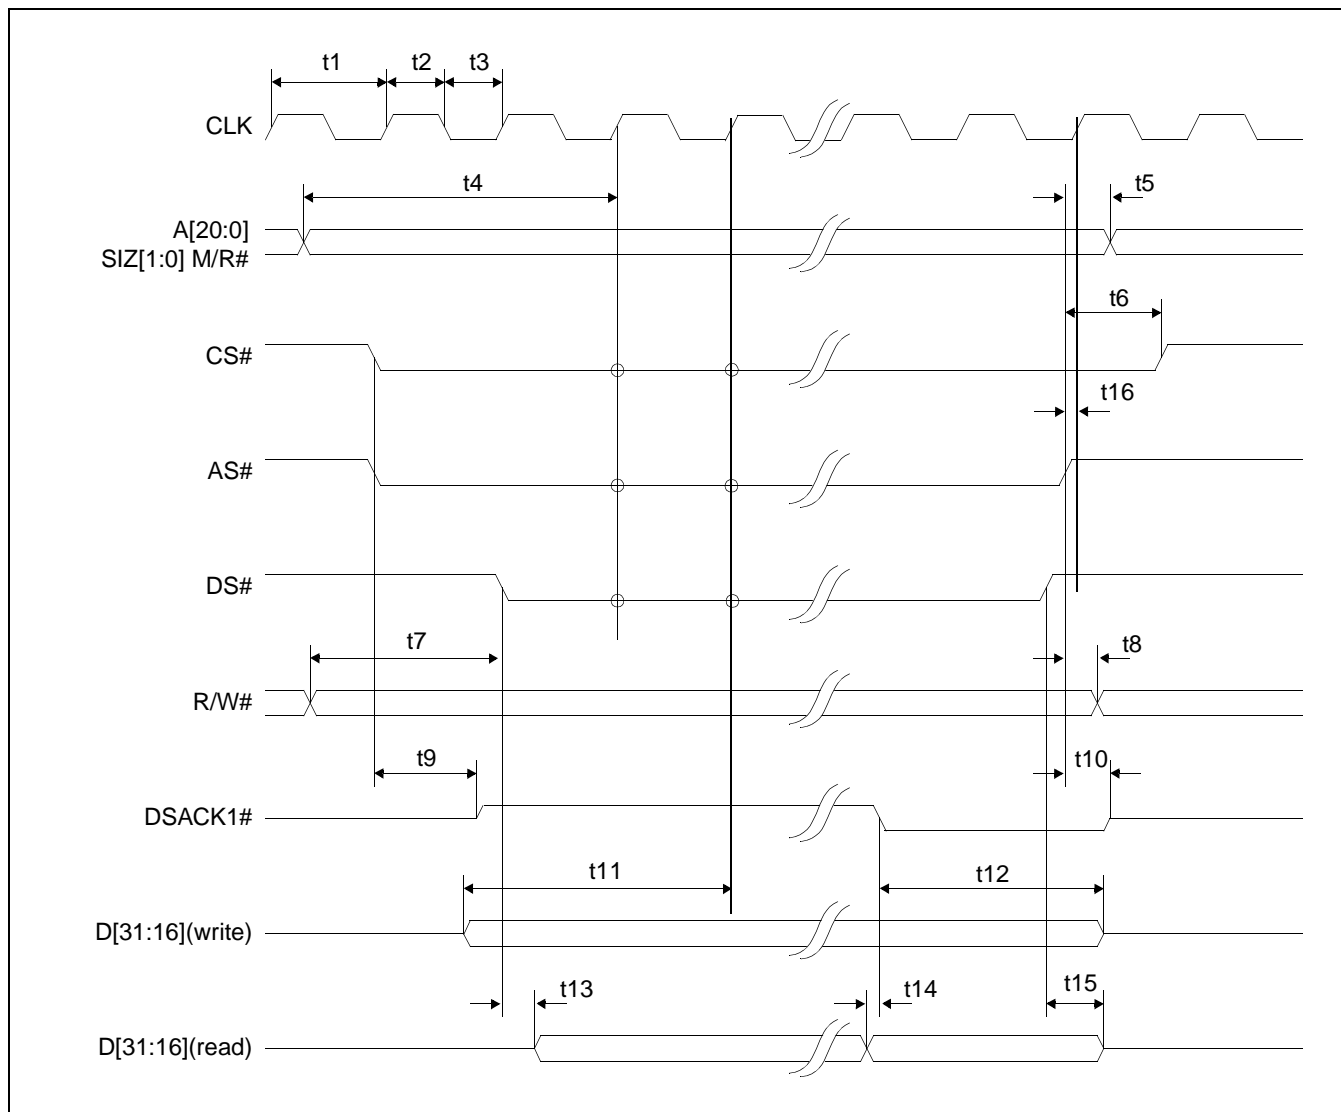 t1 t2 t3
CLK
t4 t5
A[20:0]
SIZ[1:0] M/R#
t6
CS#
t16
AS#
DS#
t7 t8
R/W#
t9 t10
DSACK1#
t11 t12
D[31:16](write)
t13 t14 t15
D[31:16](read)